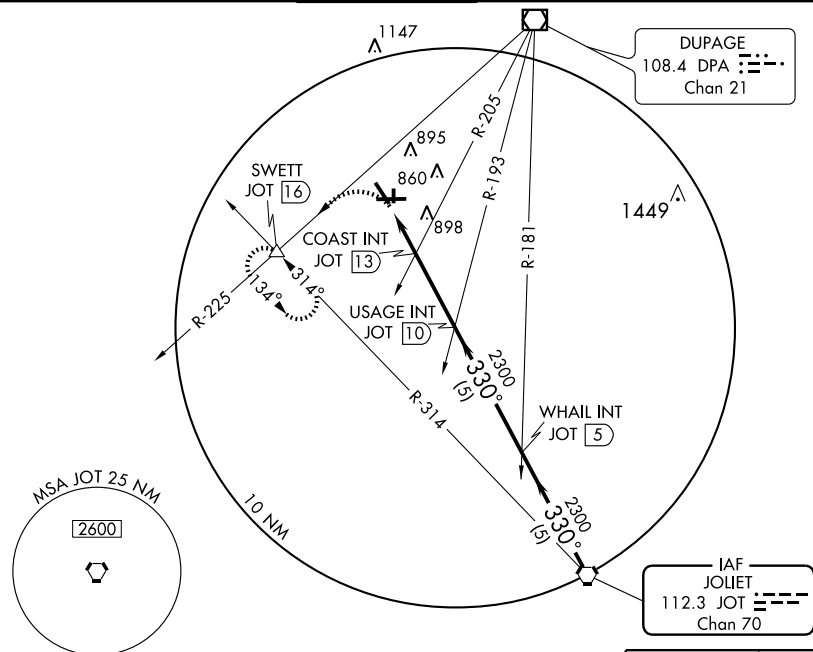 1147
DUPAGE
108.4 DPA
Chan 21
R-205
895
R-193
SWETT
JOT 16
860
1449
898
R-181
COAST INT
JOT 13
314°
134°
R-225
USAGE INT
JOT 10
2300
330°
(5)
R-314
WHAIL INT
JOT 5
MSA JOT 25 NM
2600
10 NM
2300
330°
(5)
IAF
JOLIET
112.3 JOT
Chan 70